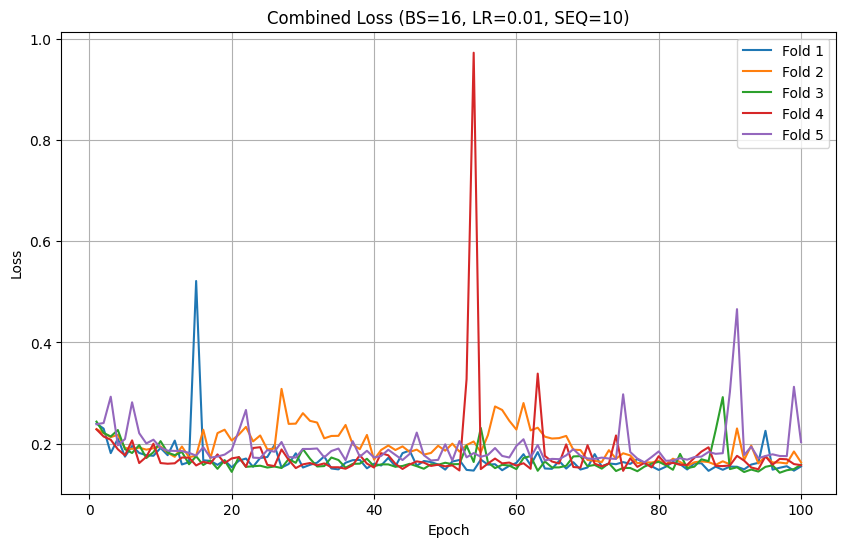 Combined Loss (BS=16, LR=0.01, SEQ=10)
Fold 1
Fold 2
Fold 3
Fold 4
Fold 5
Loss
1.0
0.8
0.6
0.4
0.2
0
20
40
60
80
100
Epoch